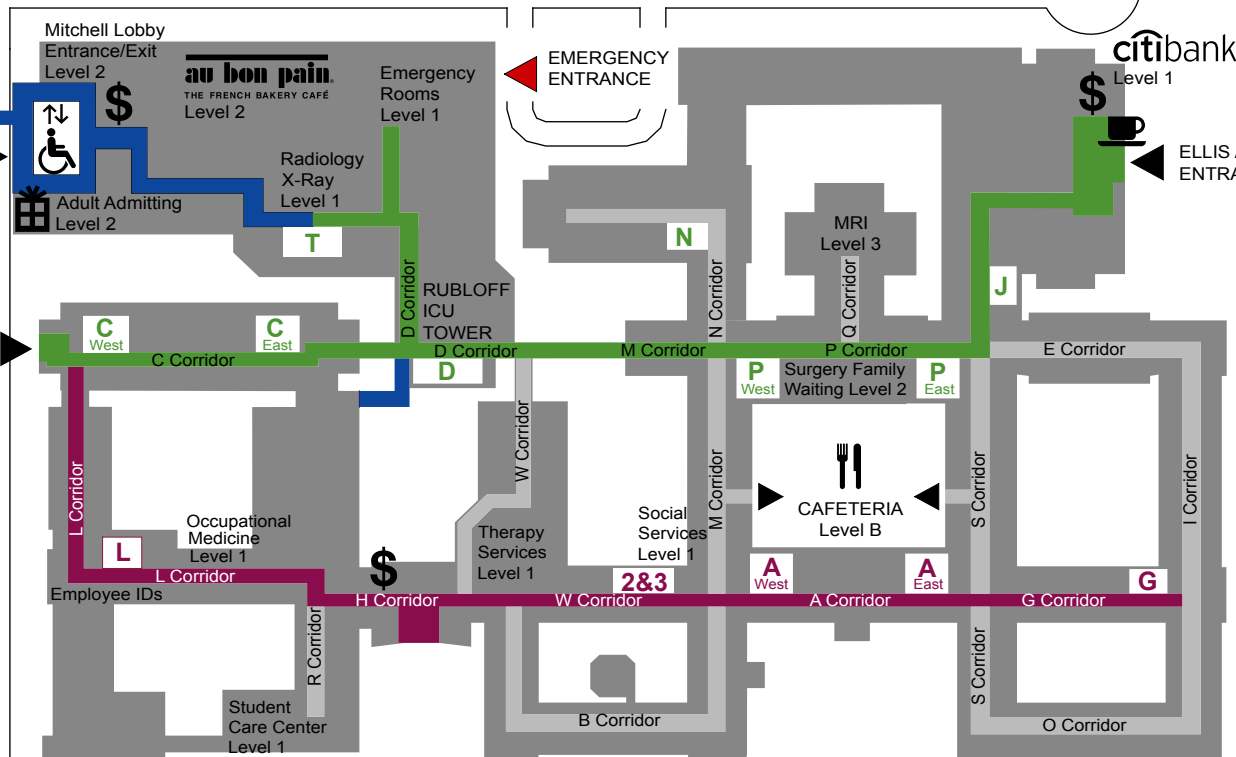 Mitchell Lobby
Entrance/Exit
Level 2
$
au bon pain.
THE FRENCH BAKERY CAFÉ
Level 2
Emergency
Rooms
Level 1
EMERGENCY
ENTRANCE
citibank
Level 1
$
ELLIS A
ENTRA
Radiology
X-Ray
Level 1
Adult Admitting
Level 2
T
N
MRI
Level 3
J
D Corridor
RUBLOFF
ICU
TOWER
N Corridor
Q Corridor
C
West
C
East
C Corridor
D Corridor
D
M Corridor
P Corridor
E Corridor
P
West
Surgery Family
Waiting Level 2
P
East
W Corridor
L Corridor
M Corridor
S Corridor
I Corridor
CAFETERIA
Level B
Occupational
Medicine
Level 1
L
L Corridor
Employee IDs
$
Therapy
Services
Level 1
Social
Services
Level 1
2&3
A
West
A
East
G
H Corridor
W Corridor
A Corridor
G Corridor
R Corridor
S Corridor
Student
Care Center
Level 1
B Corridor
O Corridor